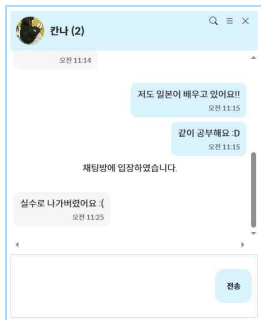 칸나 (2)
오전 11:14
저도 일본어 배우고 있어요!!
오전 11:15
같이 공부해요 :D
오전 11:15
채팅방에 입장하였습니다.
실수로 나가버렸어요 :(
오전 11:25
전송